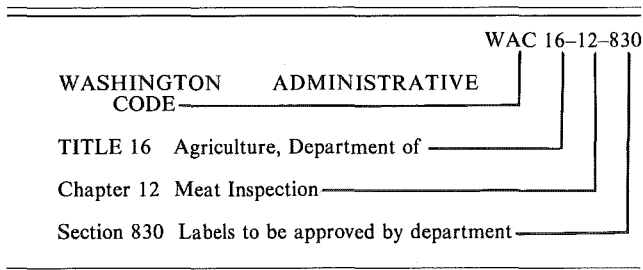 WAC 16–12–830
WASHINGTON ADMINISTRATIVE
CODE
TITLE 16 Agriculture, Department of
Chapter 12 Meat Inspection
Section 830 Labels to be approved by department